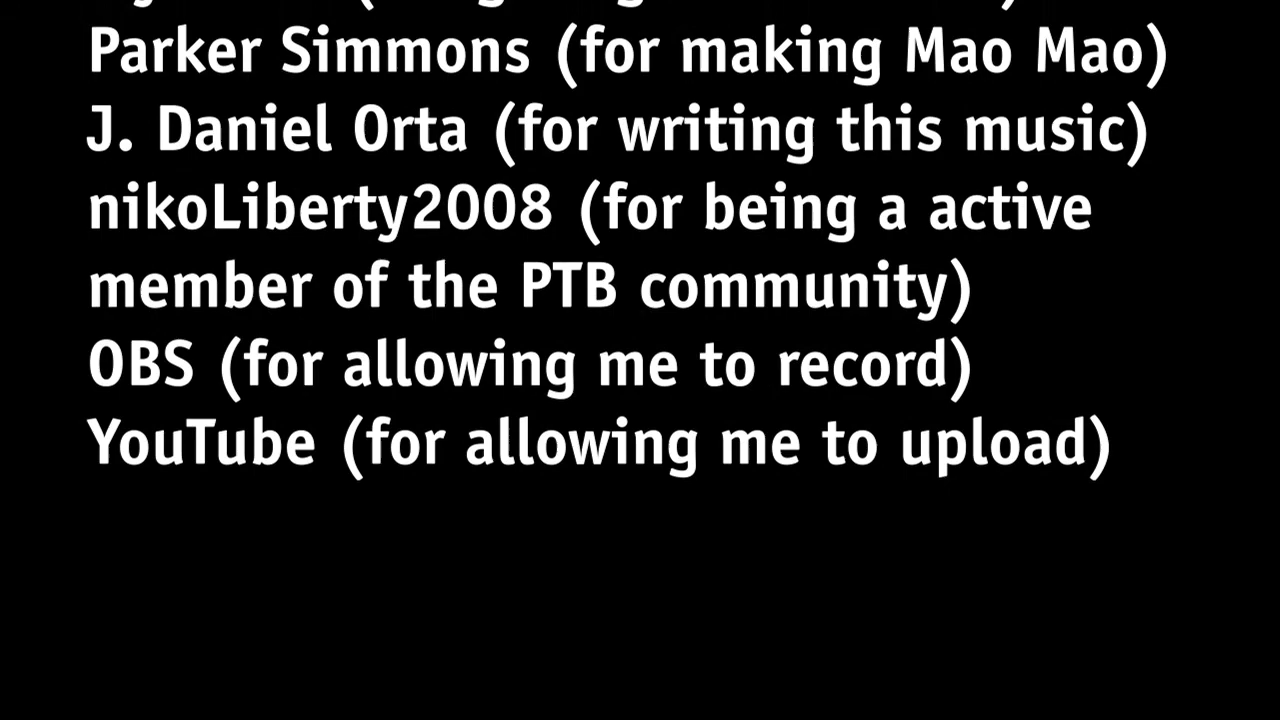 Parker Simmons (for making Mao Mao)
J. Daniel Orta (for writing this music)
nikoLiberty2008 (for being a active
member of the PTB community)
OBS (for allowing me to record)
YouTube (for allowing me to upload)